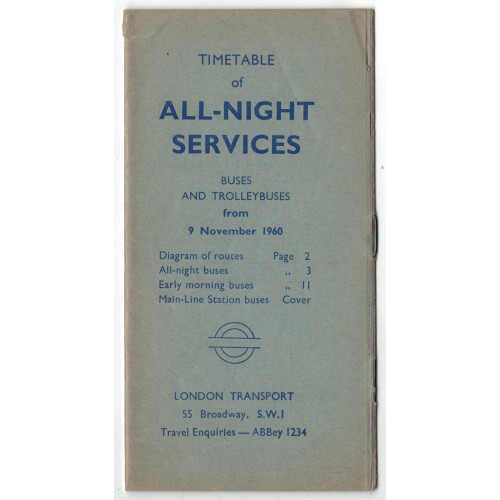 TIMETABLE
of
ALL-NIGHT
SERVICES
BUSES
AND TROLLEYBUSES
from
9 November 1960
Diagram of routes Page 2
All-night buses „ 3
Early morning buses „ 11
Main-Line Station buses Cover
LONDON TRANSPORT
55 Broadway, S.W.1
Travel Enquiries — ABBey 1234